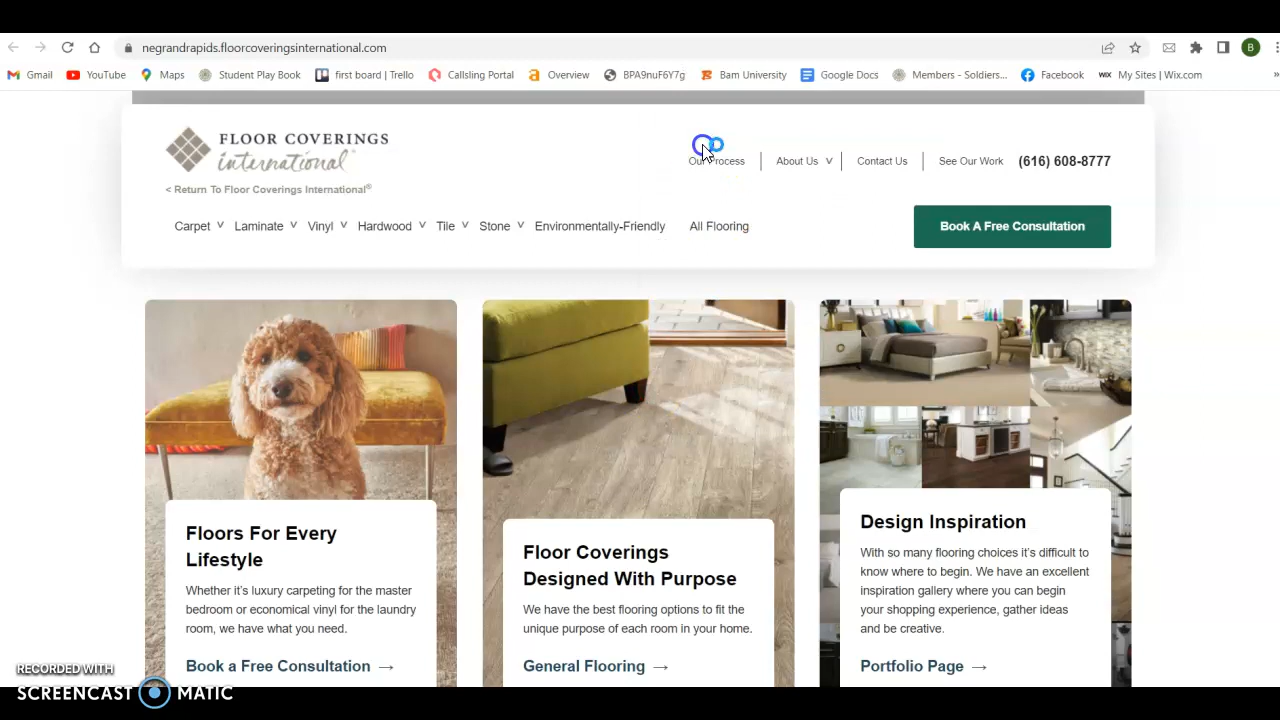 negrandrapids.floorcoveringsinternational.com
B
Gmail YouTube Maps Student Play Book first board | Trello Callsling Portal Overview BPA9nuF6Y7g Bam University Google Docs Members - Soldiers... Facebook WIX My Sites | Wix.com »
FLOOR COVERINGS
international
< Return To Floor Coverings International®
Our Process About Us Contact Us See Our Work (616) 608-8777
Carpet Laminate Vinyl Hardwood Tile Stone Environmentally-Friendly All Flooring
Book A Free Consultation
Floors For Every
Lifestyle
Whether it's luxury carpeting for the master
bedroom or economical vinyl for the laundry
room, we have what you need.
Book a Free Consultation →
Floor Coverings
Designed With Purpose
We have the best flooring options to fit the
unique purpose of each room in your home.
General Flooring →
Design Inspiration
With so many flooring choices it's difficult to
know where to begin. We have an excellent
inspiration gallery where you can begin
your shopping experience, gather ideas
and be creative.
Portfolio Page →
RECORDED WITH
SCREENCAST MATIC